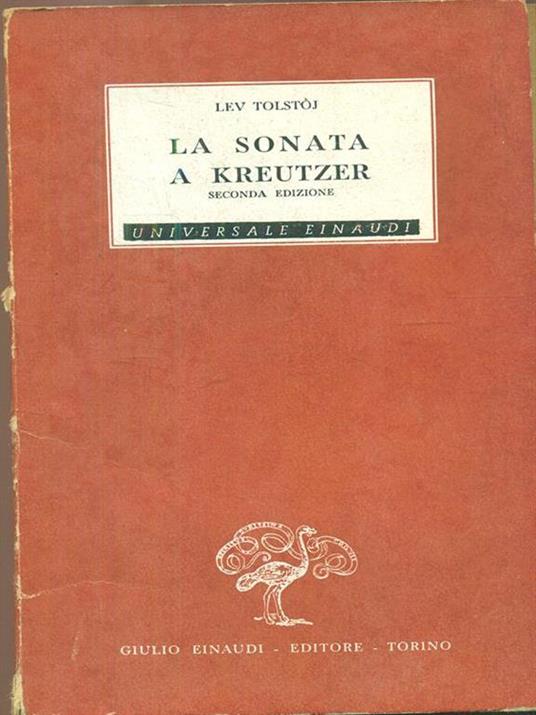 LEV TOLSTÒJ
LA SONATA
A KREUTZER
SECONDA EDIZIONE
UNIVERSALE EINAUDI
GIULIO EINAUDI - EDITORE - TORINO